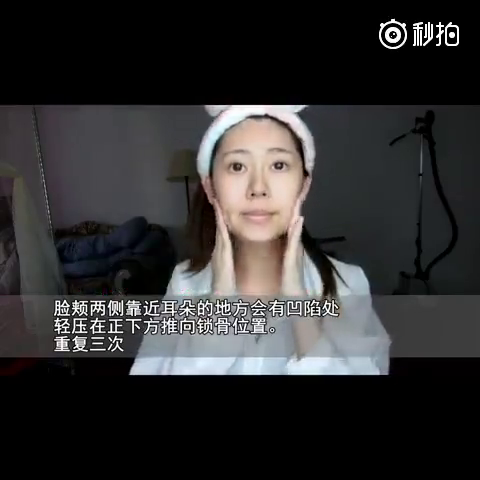 秒拍
脸颊两侧靠近耳朵的地方会有凹陷处
轻压在正下方推向锁骨位置。
重复三次